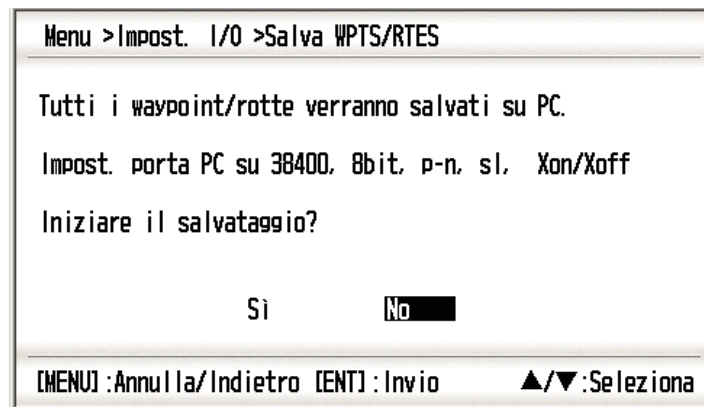 Menu >Impost. I/O >Salva WPTS/RTES
Tutti i waypoint/rotte verranno salvati su PC.
Impost. porta PC su 38400, 8bit, p-n, sl, Xon/Xoff
Iniziare il salvataggio?
Sì No
[MENU] :Annulla/Indietro [ENT] :Invio ▲/▼:Seleziona